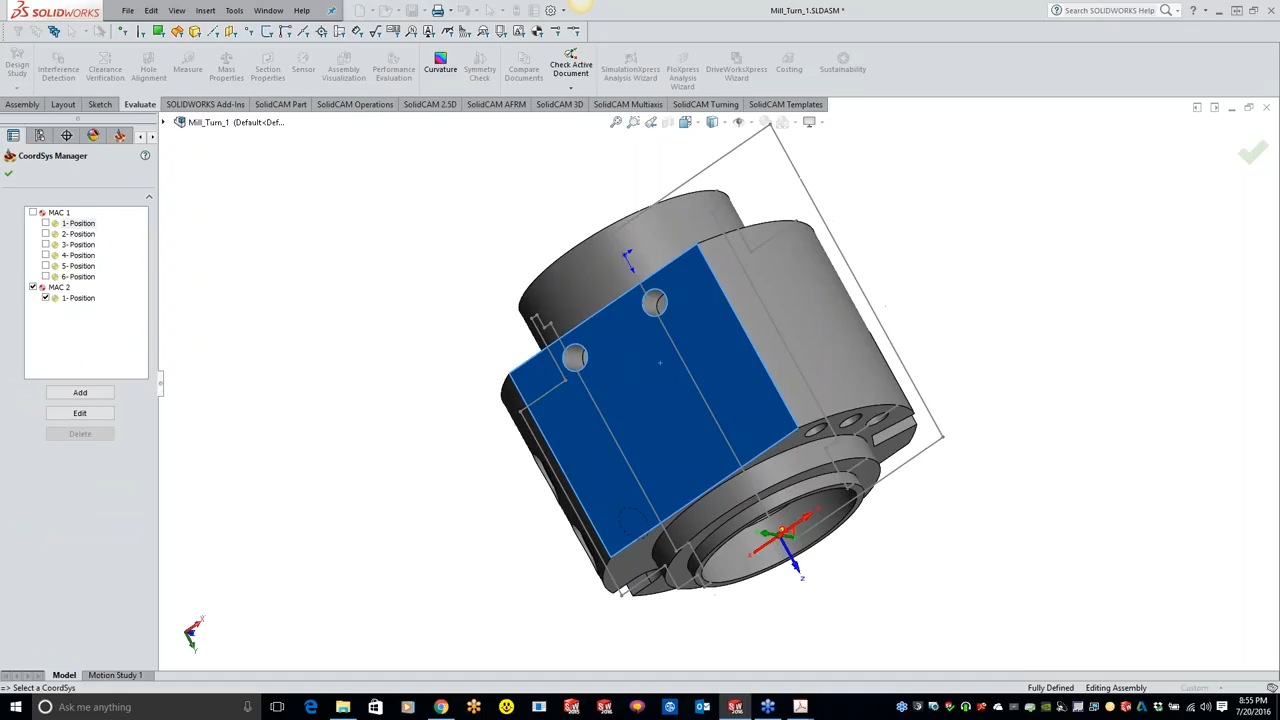 SOLIDWORKS
File
Edit
View
Insert
Tools
Window
Help
Mill_Turn_1.SLDASM *
Search SOLIDWORKS Help
Design Study
Interference Detection
Clearance Verification
Hole Alignment
Measure
Mass Properties
Section Properties
Sensor
Assembly Visualization
Performance Evaluation
Curvature
Symmetry Check
Compare Documents
Check Active Document
SimulationXpress Analysis Wizard
FloXpress Analysis Wizard
DriveWorksXpress Wizard
Costing
Sustainability
Assembly
Layout
Sketch
Evaluate
SOLIDWORKS Add-Ins
SolidCAM Part
SolidCAM Operations
SolidCAM 2.5D
SolidCAM AFRM
SolidCAM 3D
SolidCAM Multiaxis
SolidCAM Turning
SolidCAM Templates
Mill_Turn_1 (Default<Def...
CoordSys Manager
MAC 1
1- Position
2- Position
3- Position
4- Position
5- Position
6- Position
MAC 2
1- Position
Add
Edit
Delete
x
z
X
Y
Model
Motion Study 1
=> Select a CoordSys
Fully Defined
Editing Assembly
Custom
Ask me anything
8:55 PM
7/20/2016